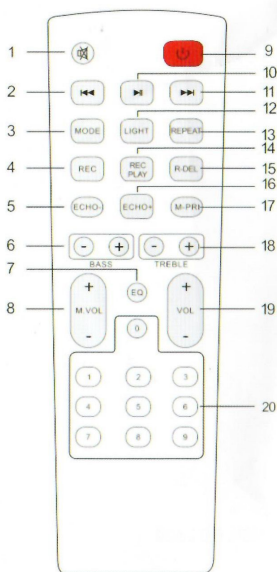 1 9
10
2 11
12
3 MODE LIGHT REPEAT 13
14
4 REC REC PLAY R-DEL 15
16
5 ECHO- ECHO+ M-PRI 17
6 - + - + 18
BASS TREBLE
7 EQ
8 + M.VOL - + VOL - 19
0
1 2 3
4 5 6 20
7 8 9